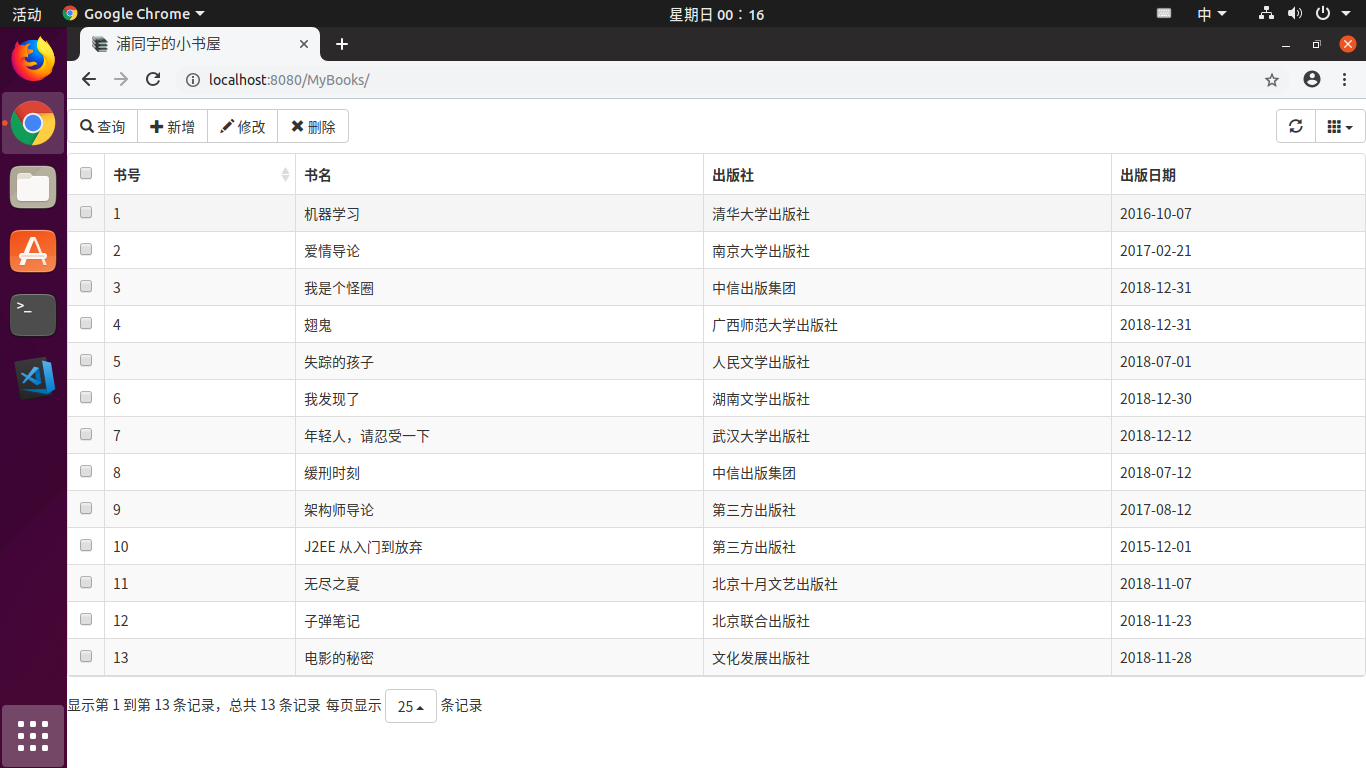 活动 Google Chrome 星期日 00：16 中
浦同宇的小书屋
localhost:8080/MyBooks/
查询 新增 修改 删除
书号 书名 出版社 出版日期
1 机器学习 清华大学出版社 2016-10-07
2 爱情导论 南京大学出版社 2017-02-21
3 我是个怪圈 中信出版集团 2018-12-31
4 翅鬼 广西师范大学出版社 2018-12-31
5 失踪的孩子 人民文学出版社 2018-07-01
6 我发现了 湖南文学出版社 2018-12-30
7 年轻人，请忍受一下 武汉大学出版社 2018-12-12
8 缓刑时刻 中信出版集团 2018-07-12
9 架构师导论 第三方出版社 2017-08-12
10 J2EE 从入门到放弃 第三方出版社 2015-12-01
11 无尽之夏 北京十月文艺出版社 2018-11-07
12 子弹笔记 北京联合出版社 2018-11-23
13 电影的秘密 文化发展出版社 2018-11-28
显示第 1 到第 13 条记录，总共 13 条记录 每页显示 25 条记录